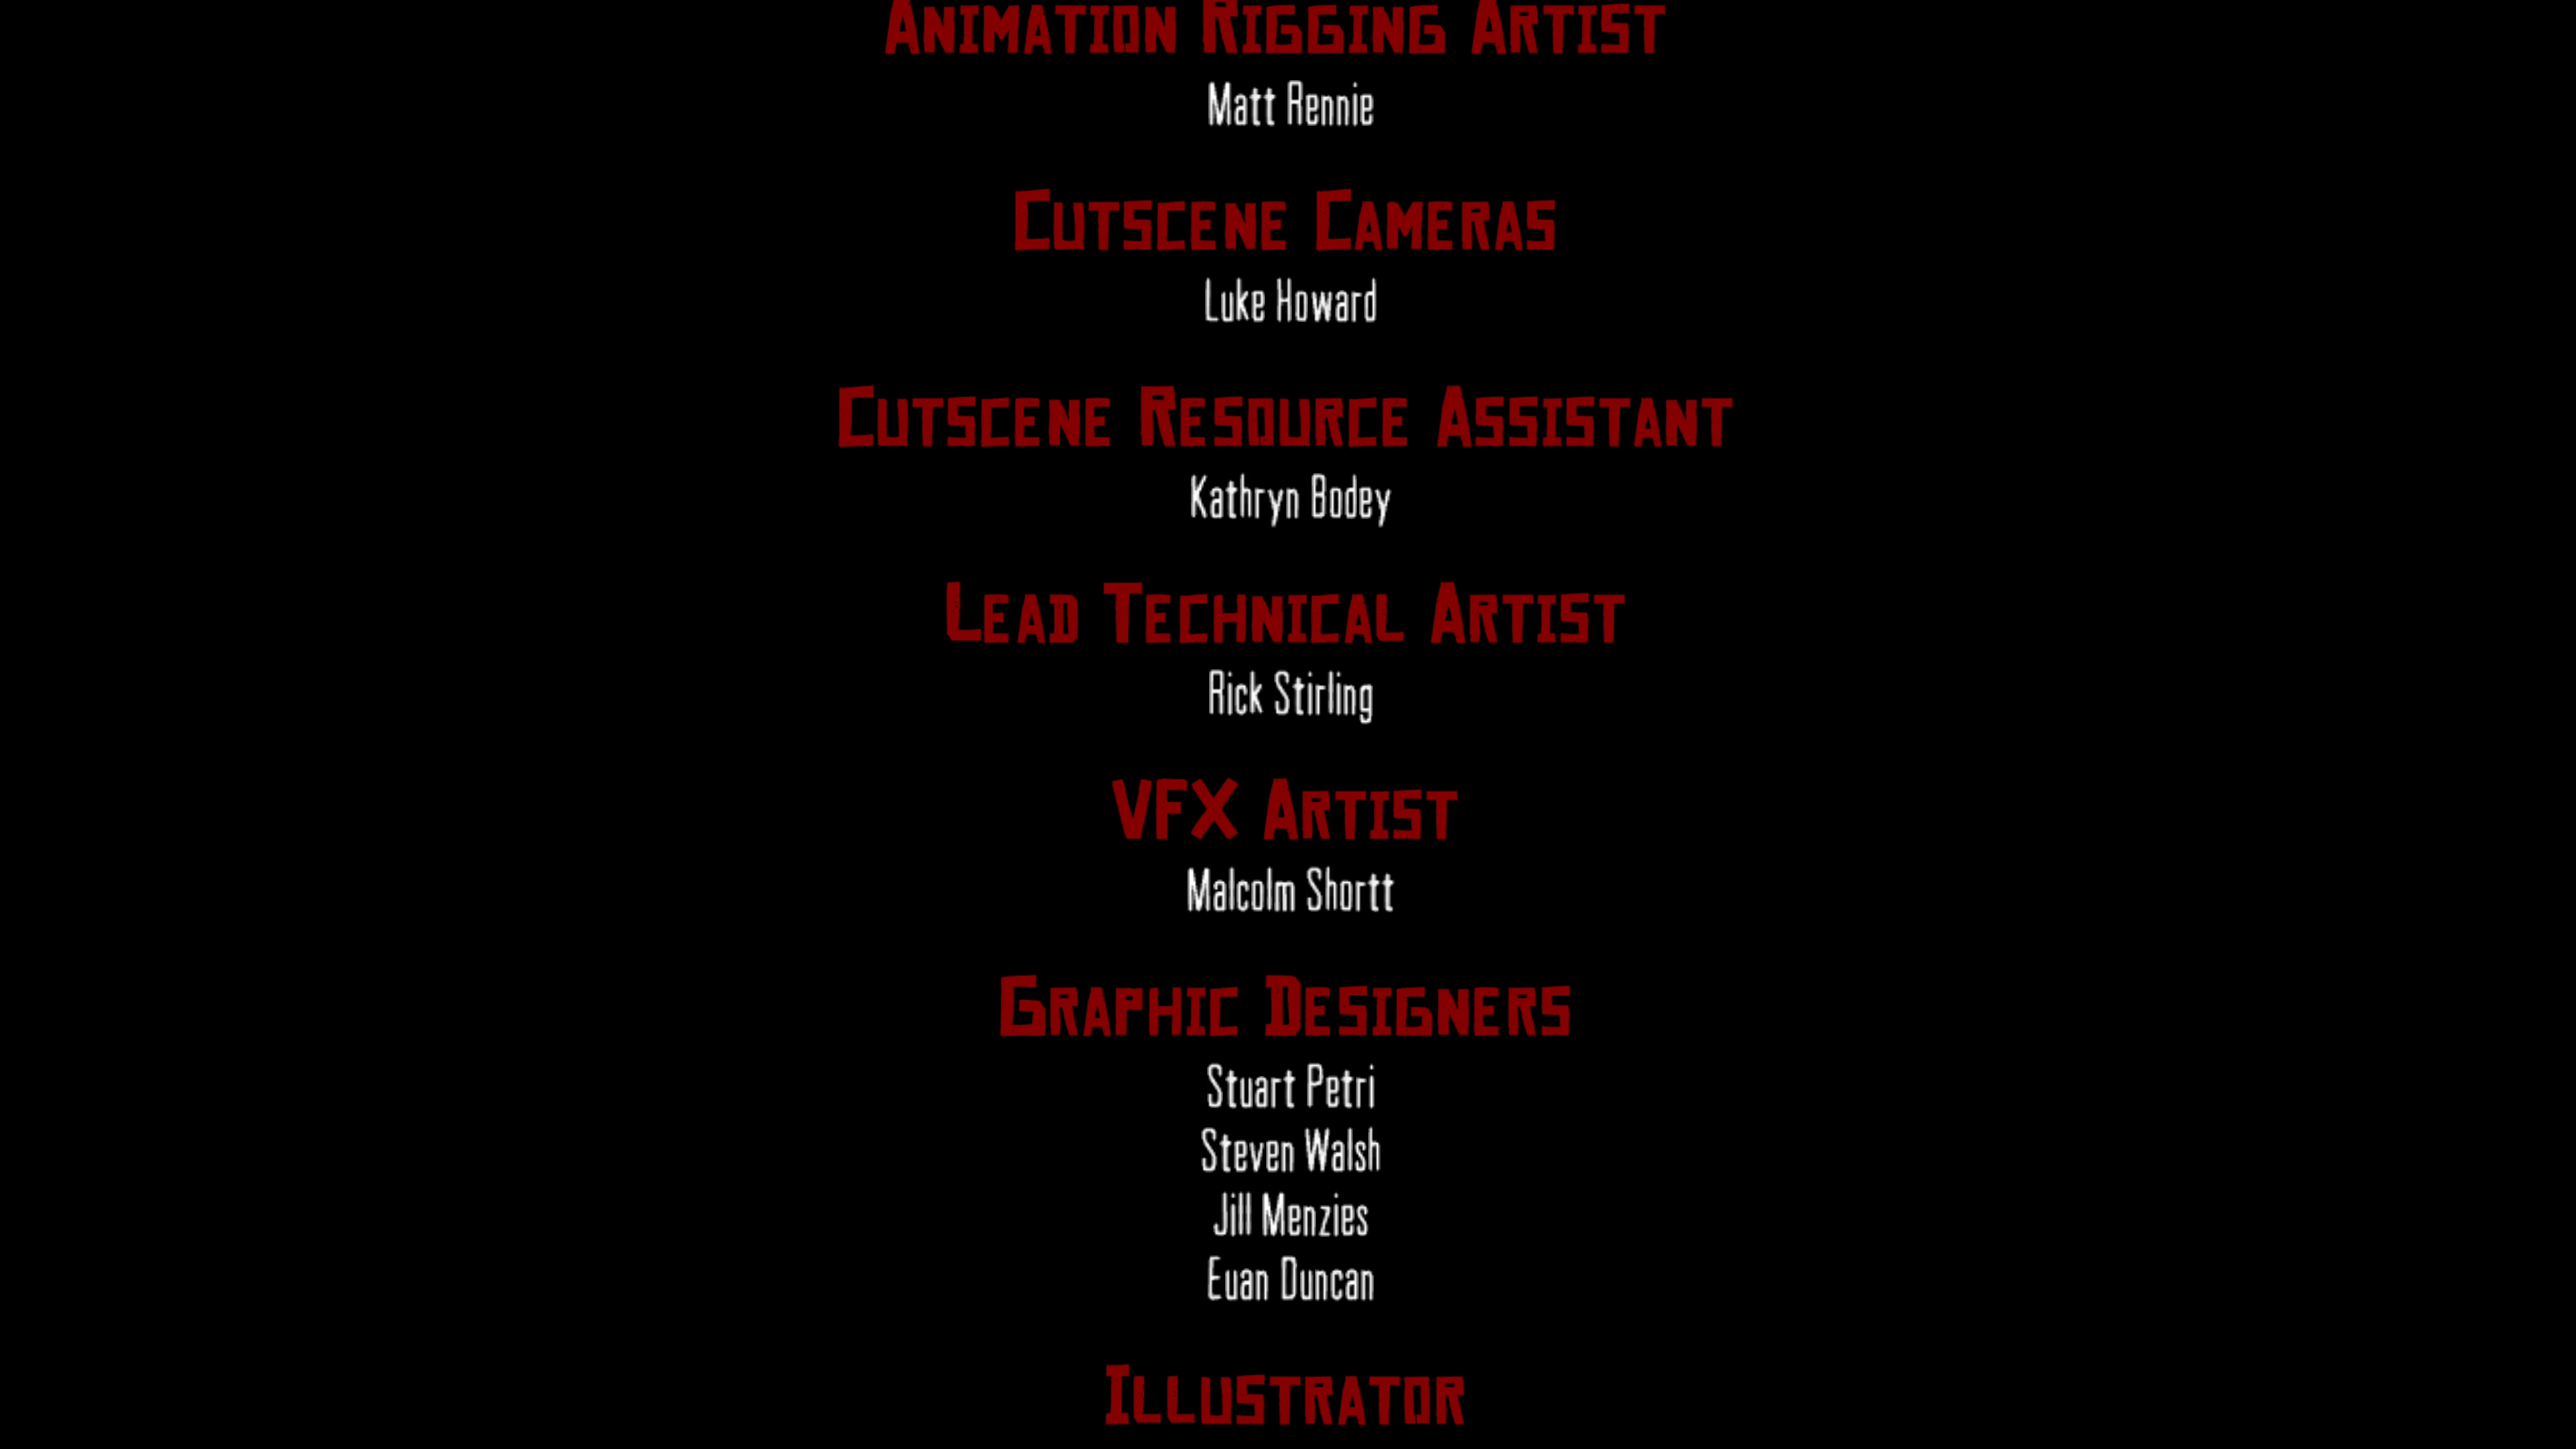 Animation Rigging Artist
Matt Rennie
Cutscene Cameras
Luke Howard
Cutscene Resource Assistant
Kathryn Bodey
Lead Technical Artist
Rick Stirling
VFX Artist
Malcolm Shortt
Graphic Designers
Stuart Petri
Steven Walsh
Jill Menzies
Euan Duncan
Illustrator